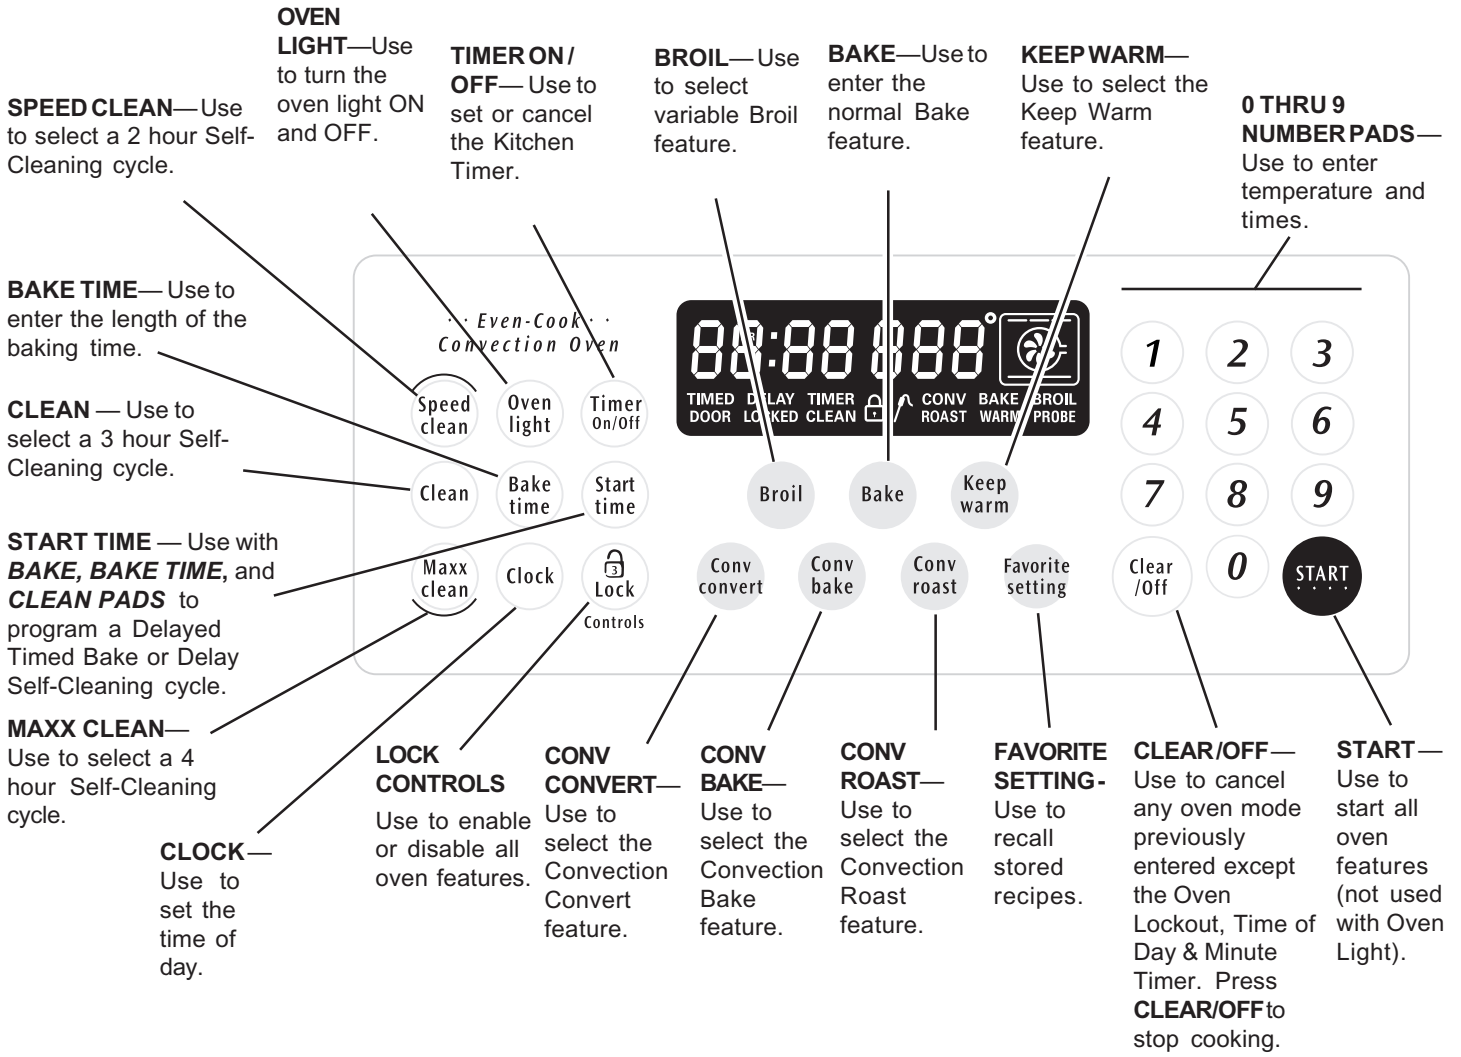 OVEN
LIGHT—Use
to turn the
oven light ON
and OFF.
TIMER ON /
OFF— Use to
set or cancel
the Kitchen
Timer.
BROIL— Use
to select
variable Broil
feature.
BAKE—Use to
enter the
normal Bake
feature.
KEEP WARM—
Use to select the
Keep Warm
feature.
0 THRU 9
NUMBER PADS—
Use to enter
temperature and
times.
SPEED CLEAN— Use
to select a 2 hour Self-
Cleaning cycle.
BAKE TIME— Use to
enter the length of the
baking time.
CLEAN — Use to
select a 3 hour Self-
Cleaning cycle.
START TIME — Use with
BAKE, BAKE TIME, and
CLEAN PADS to
program a Delayed
Timed Bake or Delay
Self-Cleaning cycle.
MAXX CLEAN—
Use to select a 4
hour Self-Cleaning
cycle.
CLOCK—
Use to
set the
time of
day.
·· Even-Cook ··
Convection Oven
Speed
clean
Oven
light
Timer
On/Off
Clean
Bake
time
Start
time
Maxx
clean
Clock
3
Lock
Controls
88:88 888°
TIMED DELAY TIMER CONV BAKE BROIL
DOOR LOCKED CLEAN ROAST WARM PROBE
Broil
Bake
Keep
warm
Conv
convert
Conv
bake
Conv
roast
Favorite
setting
1 2 3
4 5 6
7 8 9
Clear
/Off
0
START
LOCK
CONTROLS
Use to enable
or disable all
oven features.
CONV
CONVERT—
Use to
select the
Convection
Convert
feature.
CONV
BAKE—
Use to
select the
Convection
Bake
feature.
CONV
ROAST—
Use to
select the
Convection
Roast
feature.
FAVORITE
SETTING-
Use to
recall
stored
recipes.
CLEAR/OFF—
Use to cancel
any oven mode
previously
entered except
the Oven
Lockout, Time of
Day & Minute
Timer. Press
CLEAR/OFF to
stop cooking.
START—
Use to
start all
oven
features
(not used
with Oven
Light).